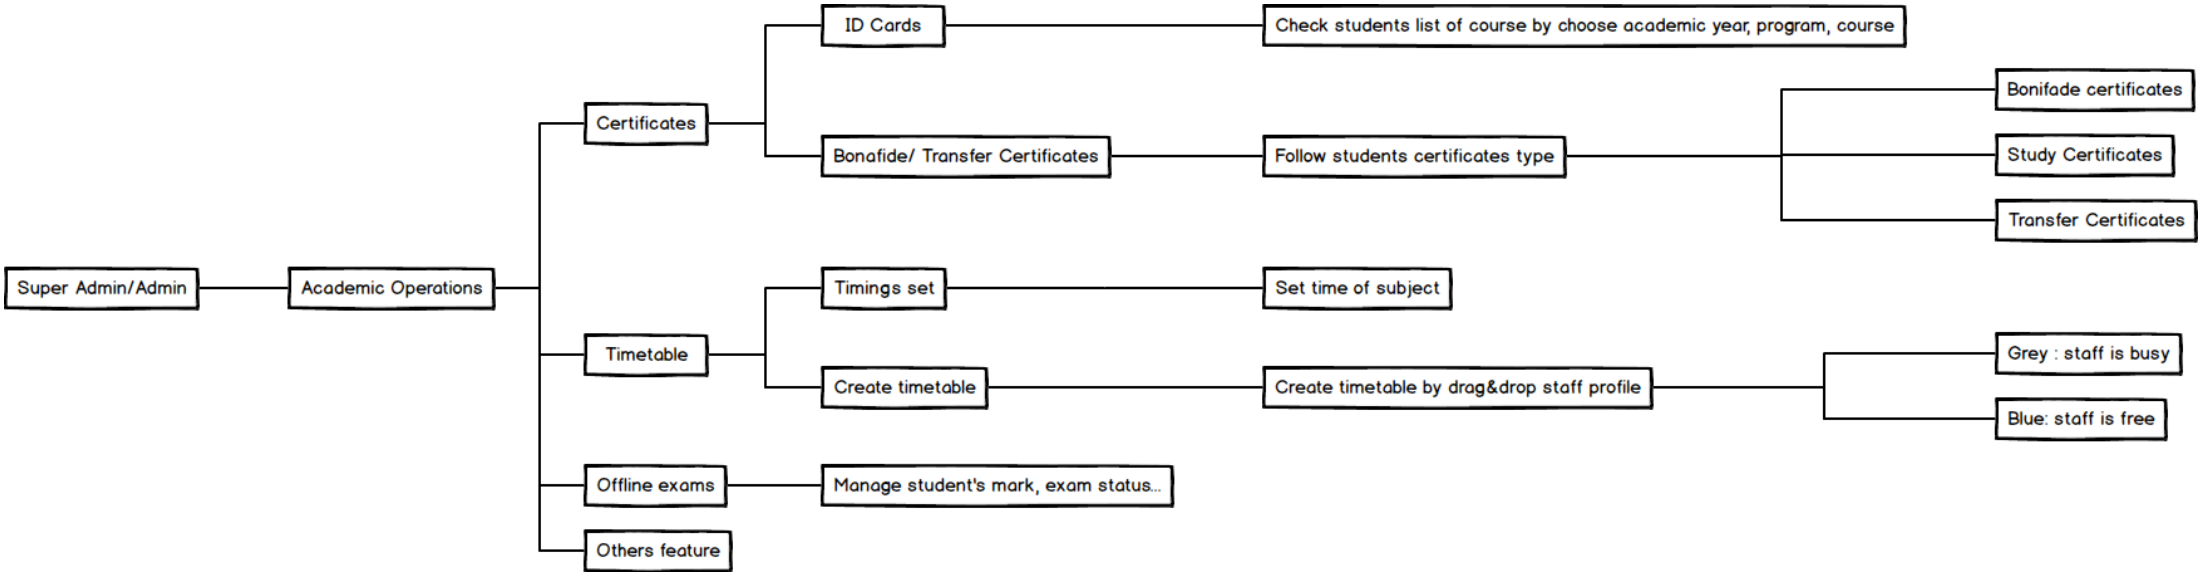 ID Cards
Check students list of course by choose academic year, program, course
Bonifade certificates
Certificates
Bonafide/ Transfer Certificates
Follow students certificates type
Study Certificates
Transfer Certificates
Super Admin/Admin
Academic Operations
Timings set
Set time of subject
Timetable
Grey : staff is busy
Create timetable
Create timetable by drag&drop staff profile
Blue: staff is free
Offline exams
Manage student's mark, exam status...
Others feature